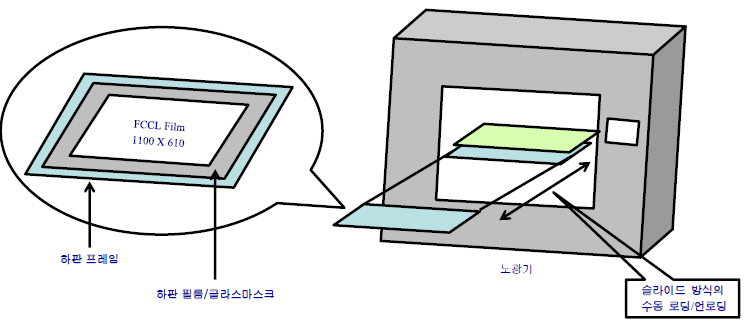 FCCL Film
1100 X 610
하판 프레임
하판 필름/글라스마스크
노광기
슬라이드 방식의
수동 로딩/언로딩